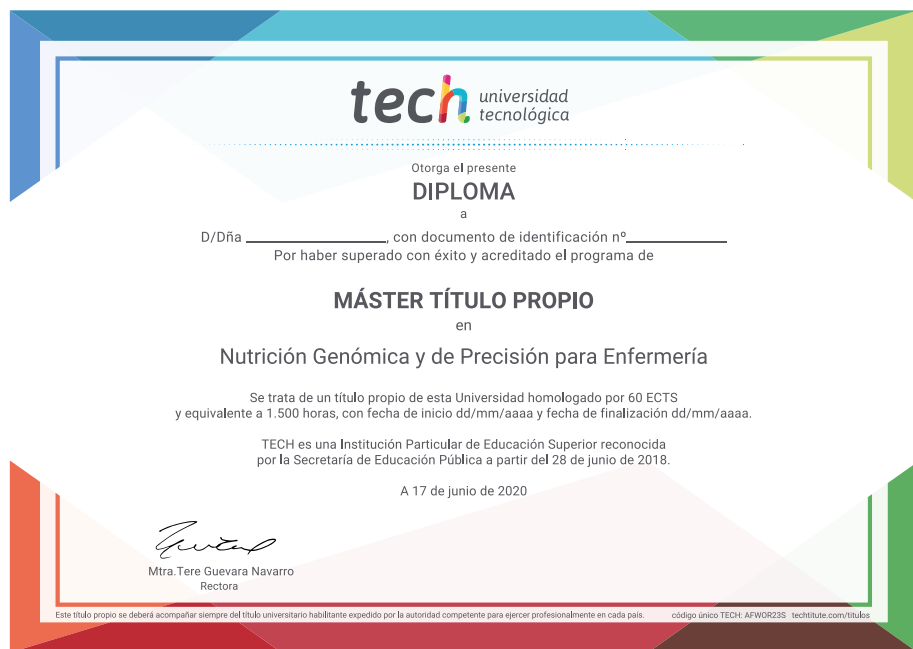 tech universidad
tecnológica
Otorga el presente
DIPLOMA
a
D/Dña ________________, con documento de identificación nº____________
Por haber superado con éxito y acreditado el programa de
MÁSTER TÍTULO PROPIO
en
Nutrición Genómica y de Precisión para Enfermería
Se trata de un título propio de esta Universidad homologado por 60 ECTS
y equivalente a 1.500 horas, con fecha de inicio dd/mm/aaaa y fecha de finalización dd/mm/aaaa.
TECH es una Institución Particular de Educación Superior reconocida
por la Secretaría de Educación Pública a partir del 28 de junio de 2018.
A 17 de junio de 2020
Mtra.Tere Guevara Navarro
Rectora
Este título propio se deberá acompañar siempre del título universitario habilitante expedido por la autoridad competente para ejercer profesionalmente en cada país. código único TECH: AFWOR23S techtitute.com/titulos